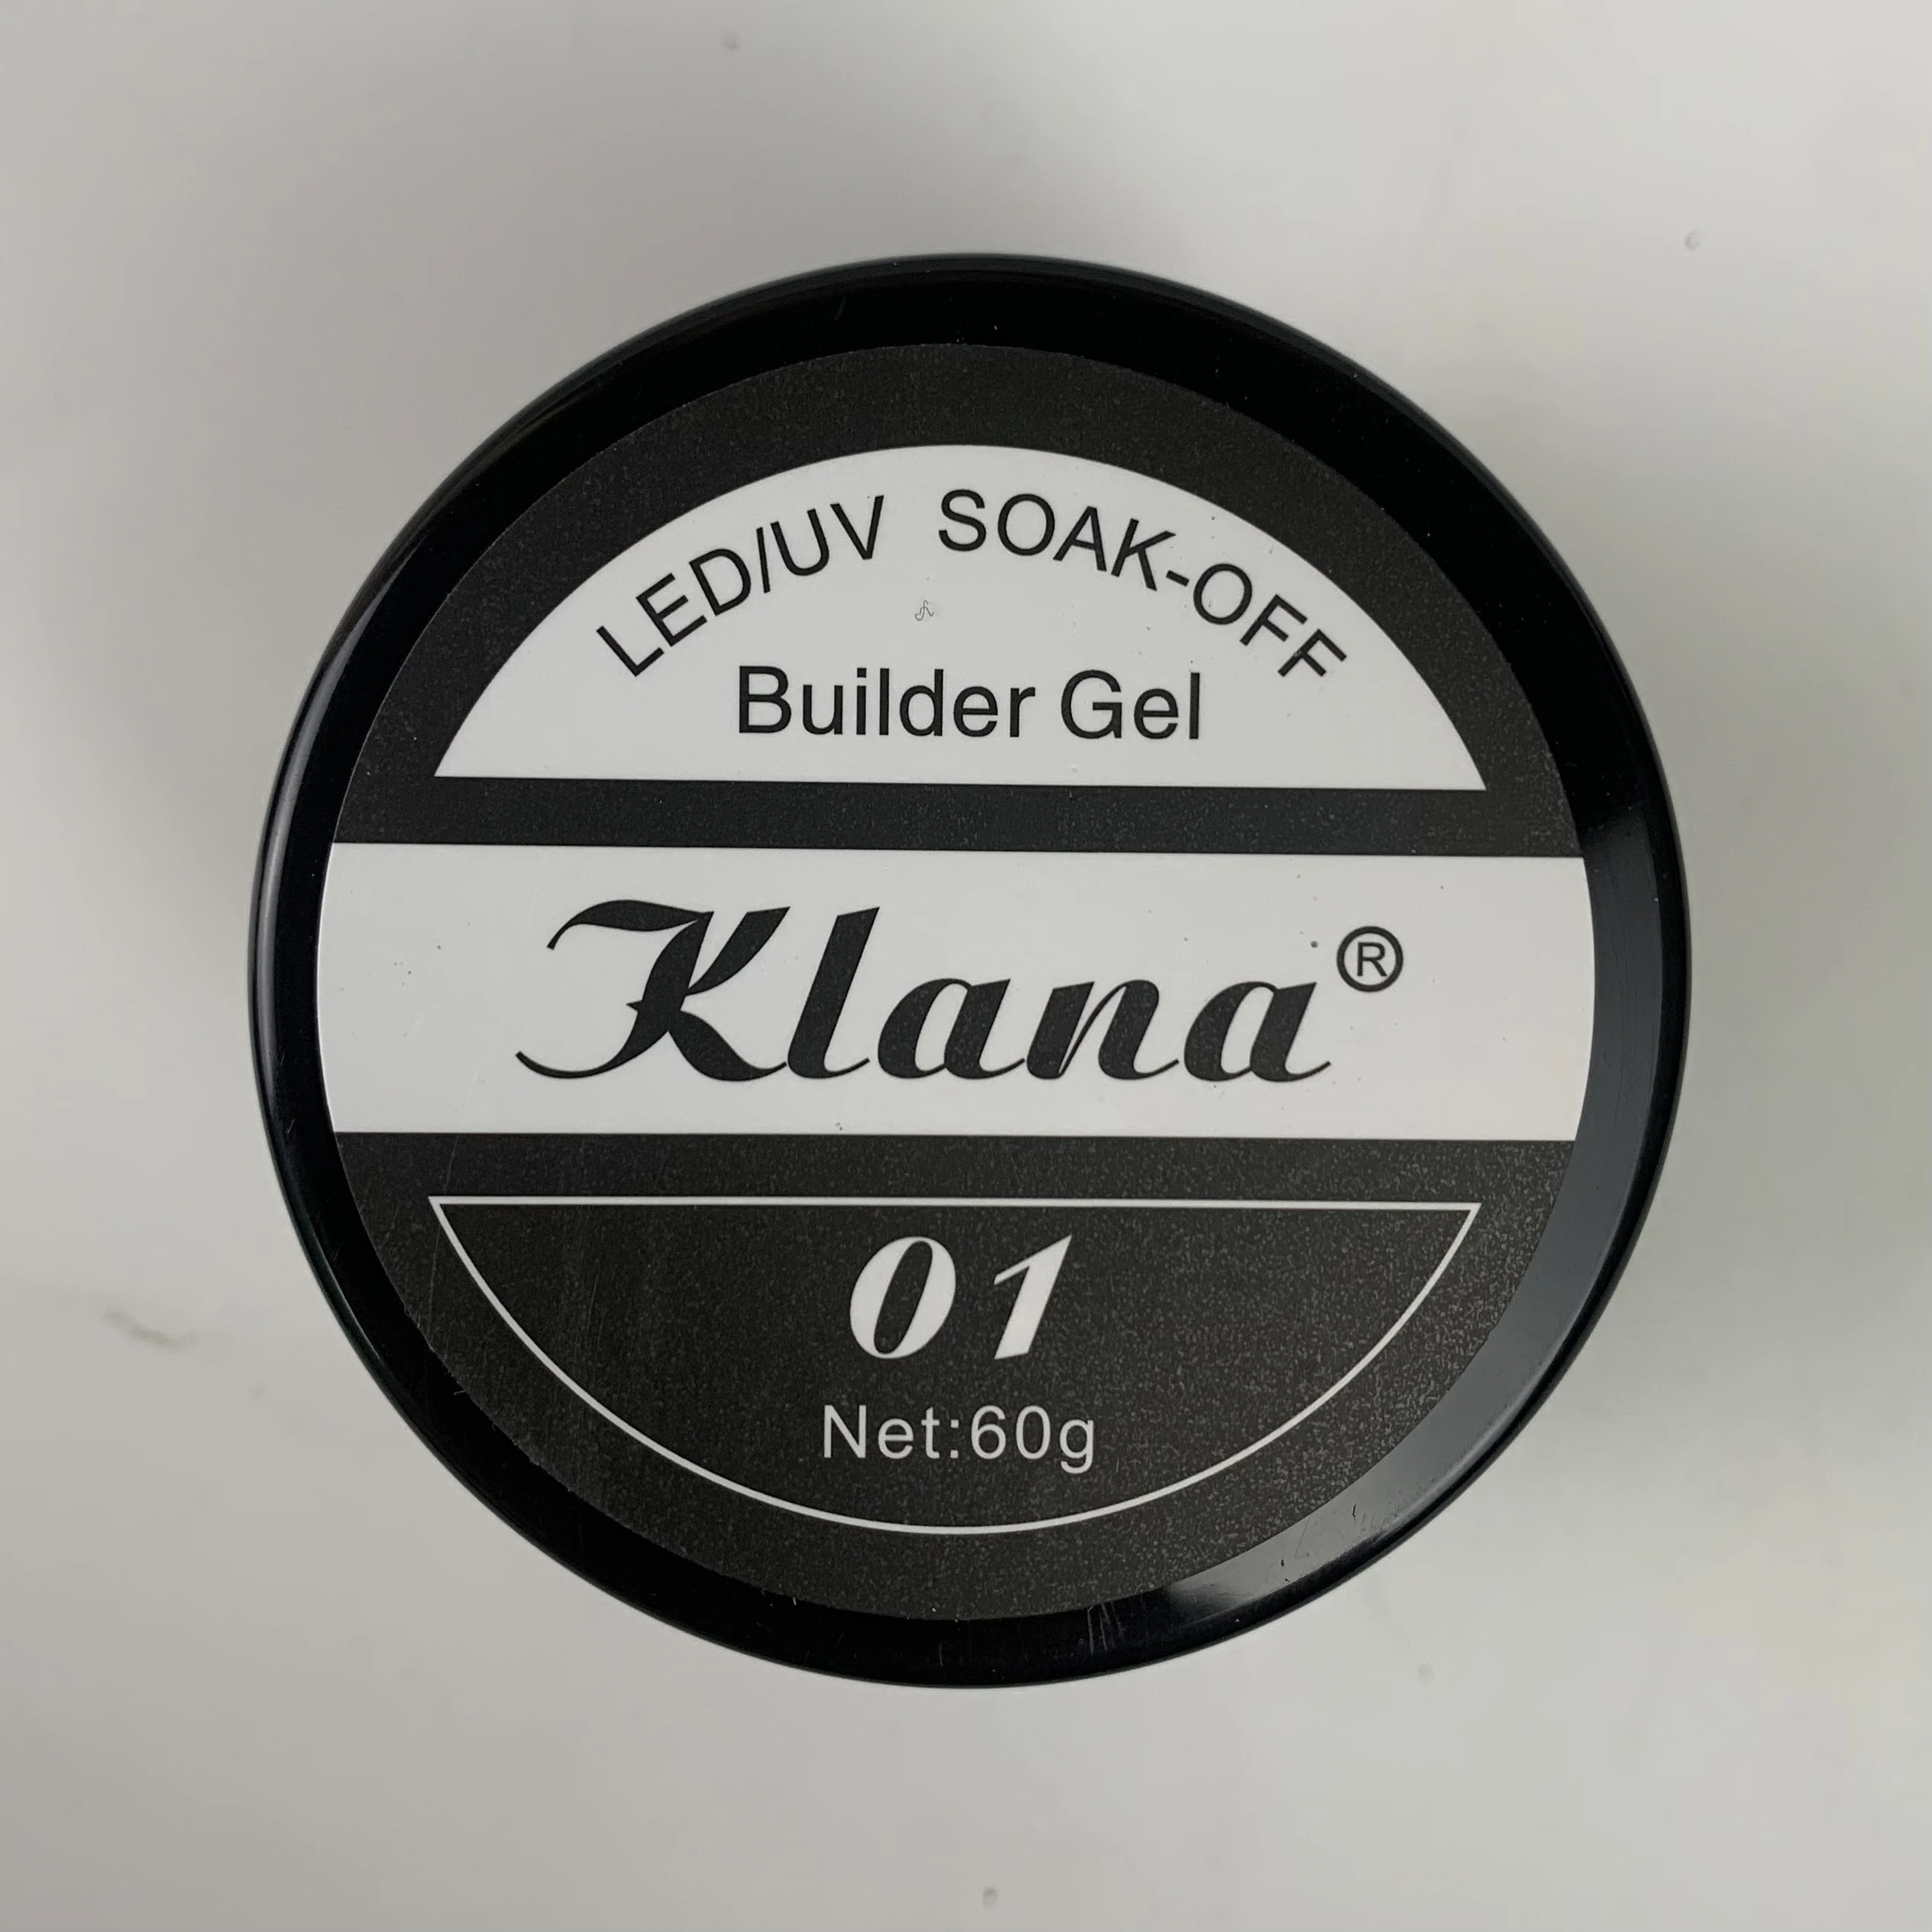 LED/UV SOAK-OFF
Builder Gel
Klana®
01
Net:60g